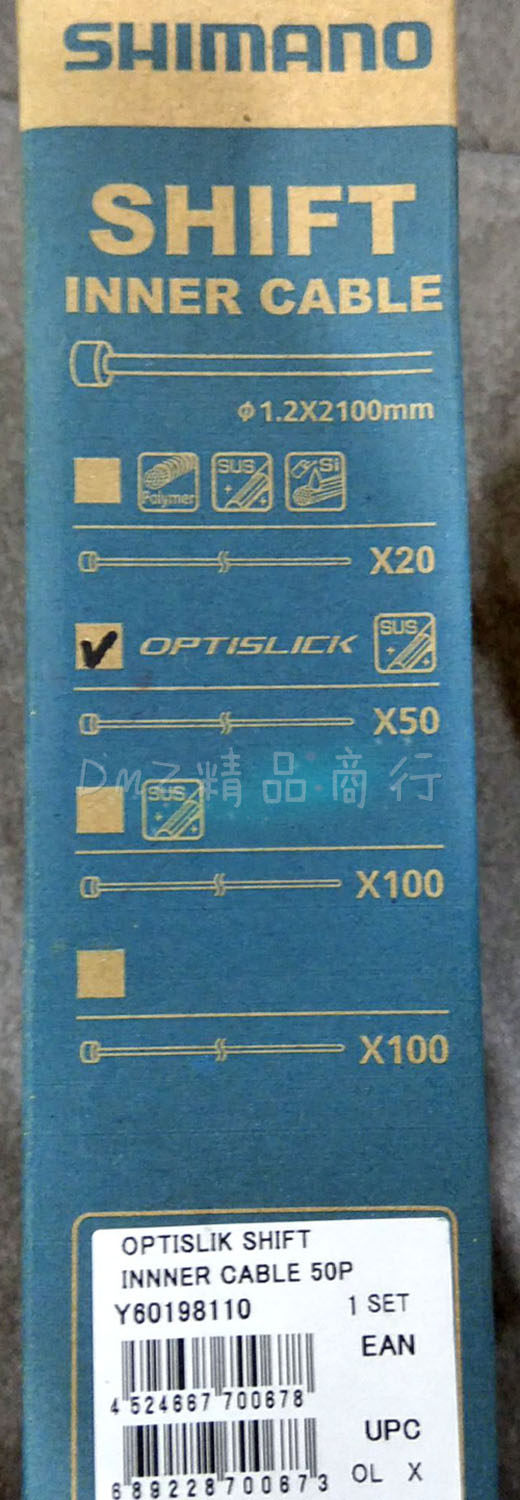 SHIMANO
SHIFT
INNER CABLE
ϕ1.2X2100mm
Polymer SUS Si
X20
OPTISLICK SUS
X50
DMZ精品商行
SUS
X100
X100
OPTISLIK SHIFT
INNNER CABLE 50P
Y60198110 1 SET
EAN
4 524667 700678
UPC
6 89228 70067 3 OL X